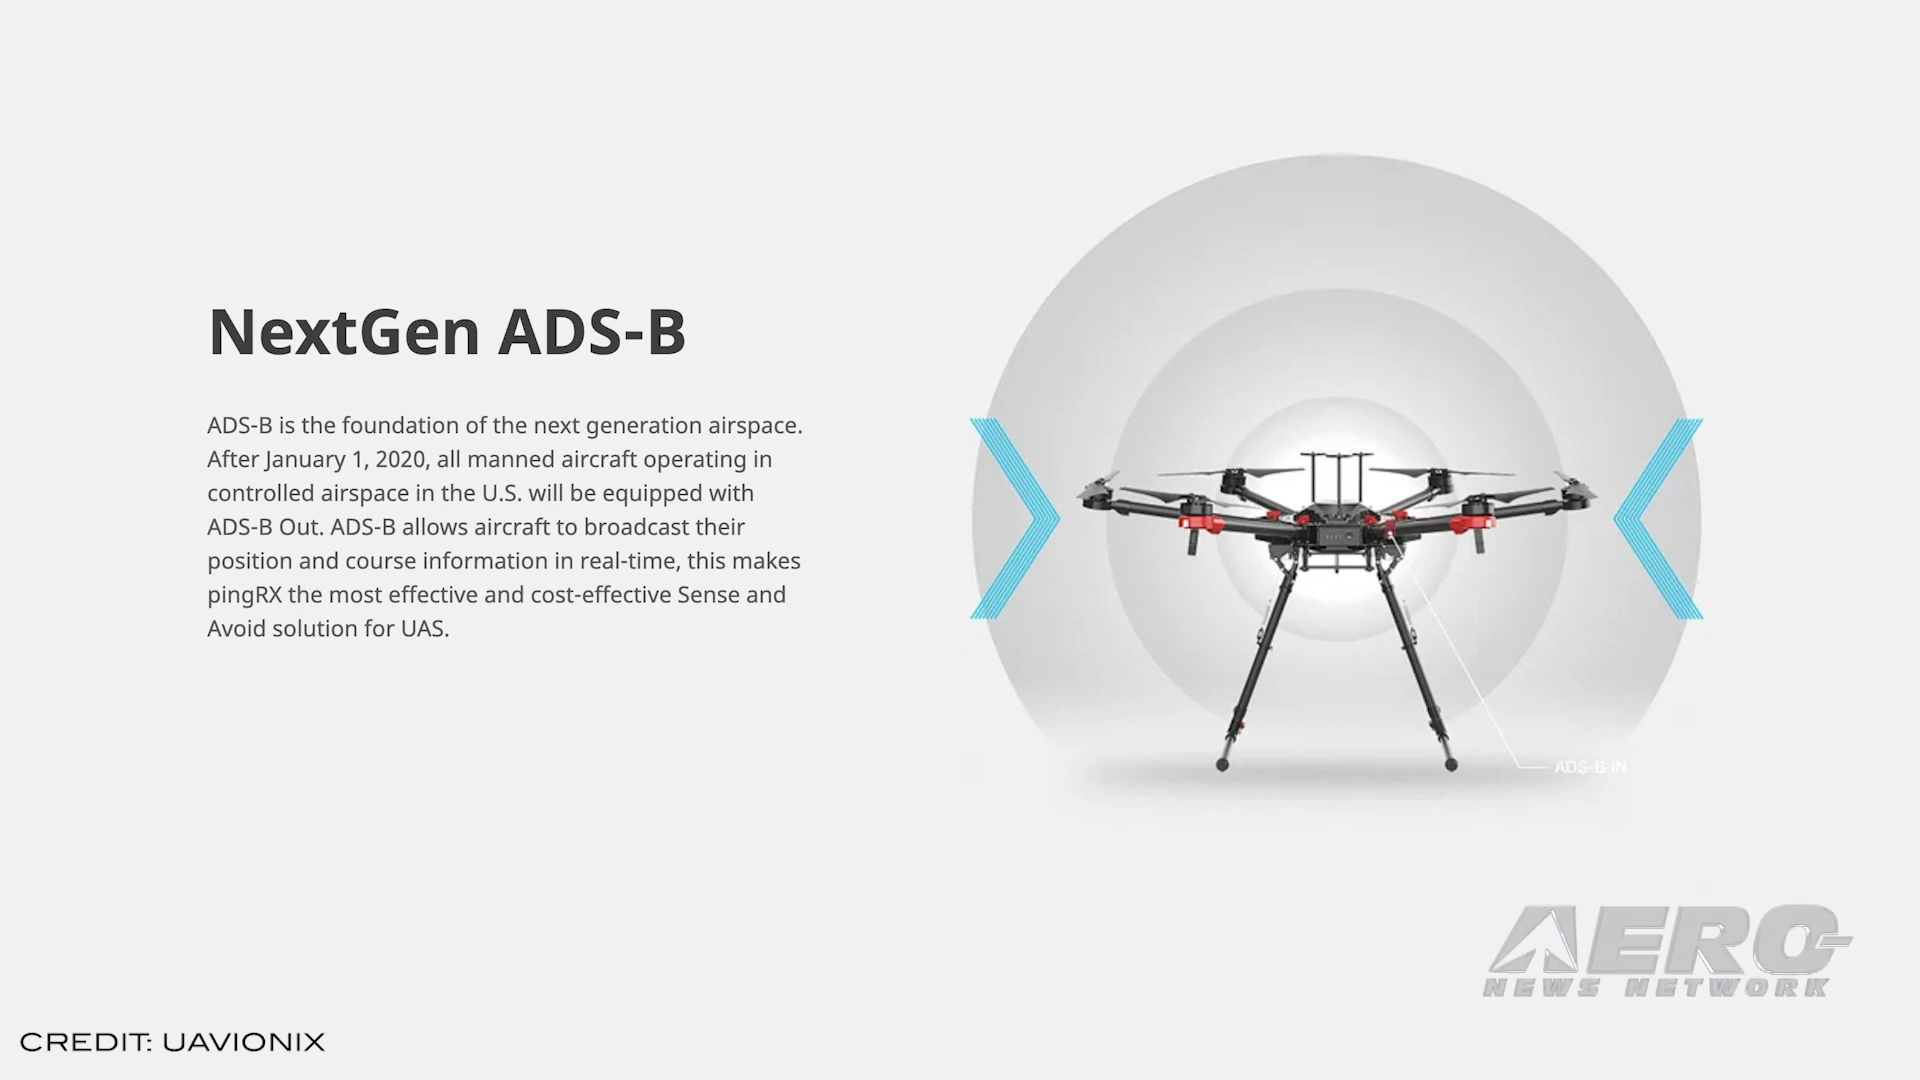 NextGen ADS-B
ADS-B is the foundation of the next generation airspace.
After January 1, 2020, all manned aircraft operating in
controlled airspace in the U.S. will be equipped with
ADS-B Out. ADS-B allows aircraft to broadcast their
position and course information in real-time, this makes
pingRX the most effective and cost-effective Sense and
Avoid solution for UAS.
ADS-B IN
AERO-
NEWS NETWORK
CREDIT: UAVIONIX